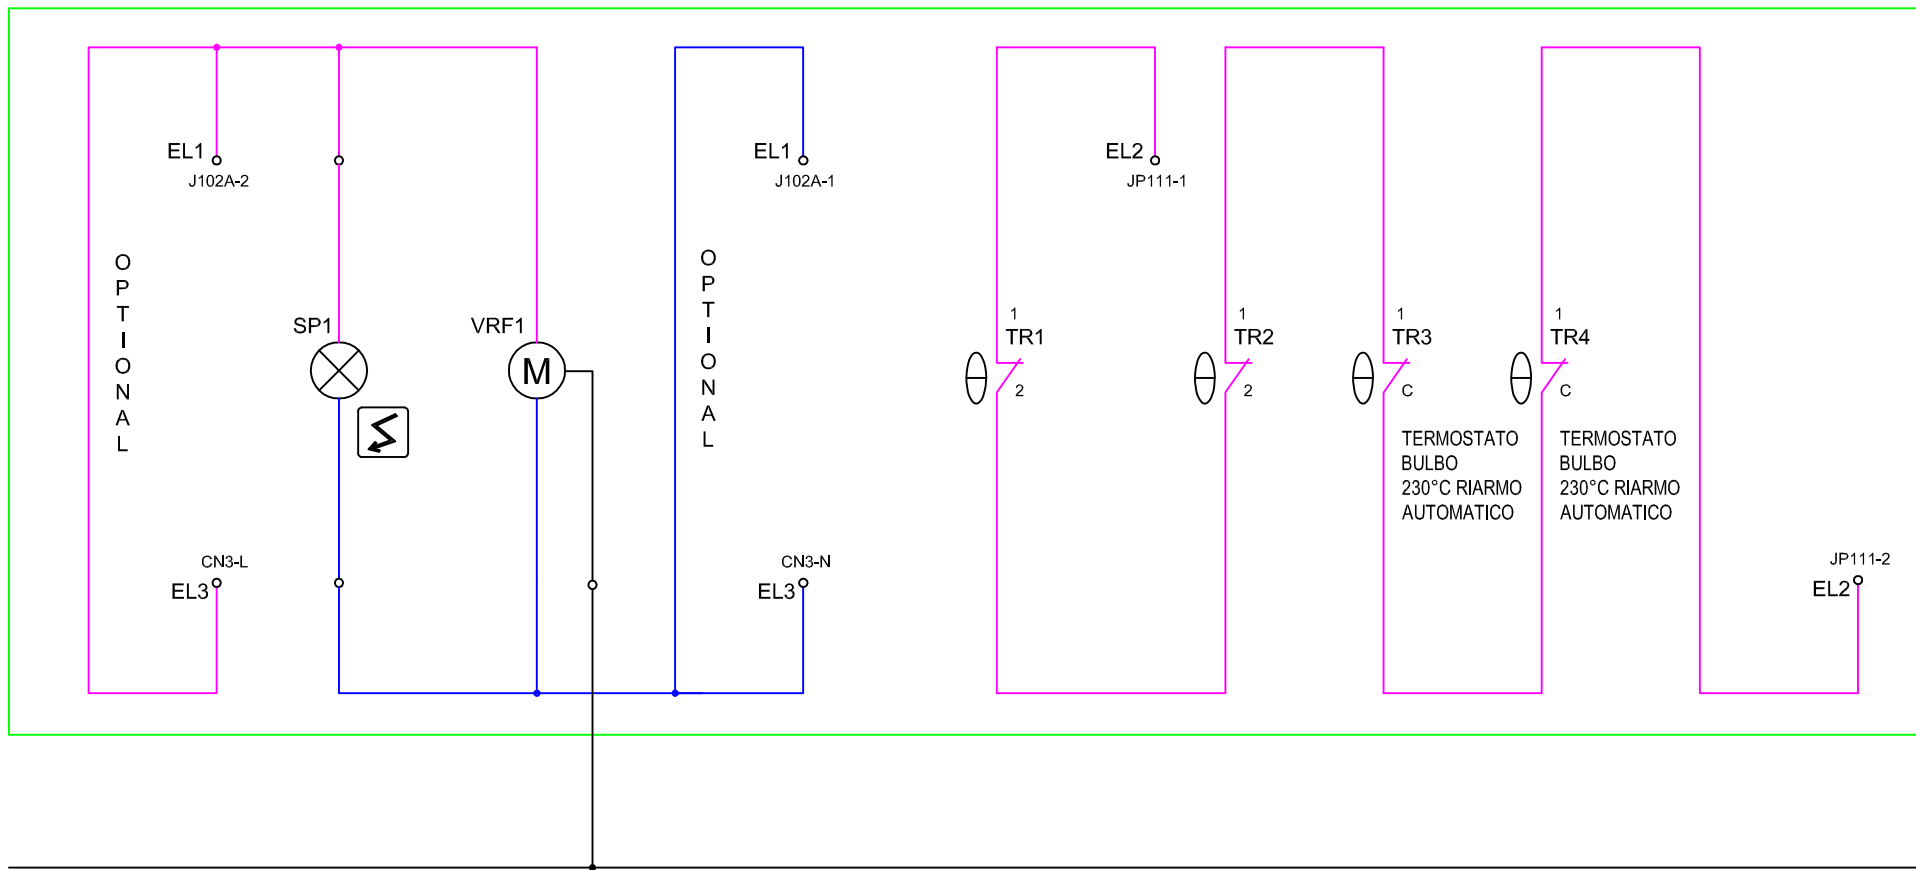 EL1
J102A-2
EL1
J102A-1
EL2
JP111-1
OPTIONAL
OPTIONAL
SP1
VRF1
M
1
TR1
2
1
TR2
2
1
TR3
C
1
TR4
C
TERMOSTATO
BULBO
230°C RIARMO
AUTOMATICO
TERMOSTATO
BULBO
230°C RIARMO
AUTOMATICO
CN3-L
EL3
CN3-N
EL3
JP111-2
EL2